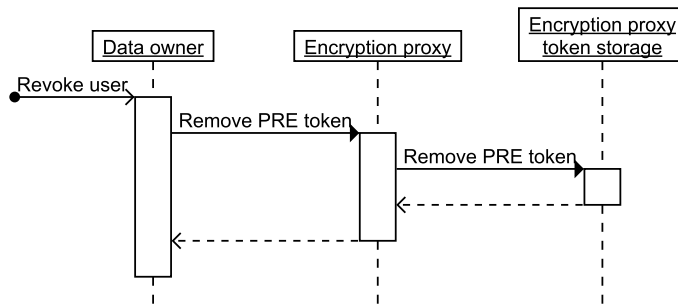 Data owner
Encryption proxy
Encryption proxy
token storage
Revoke user
Remove PRE token
Remove PRE token